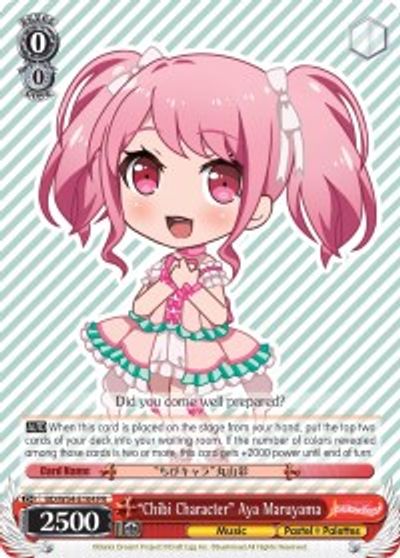 0
0
Did you come well prepared?
AUTO When this card is placed on the stage from your hand, put the top two
cards of your deck into your waiting room. If the number of colors revealed
among those cards is two or more, this card gets +2000 power until end of turn.
Card Name "ちびキャラ"丸山彩
2500
"Chibi Character" Aya Maruyama
Music
Pastel*Palettes